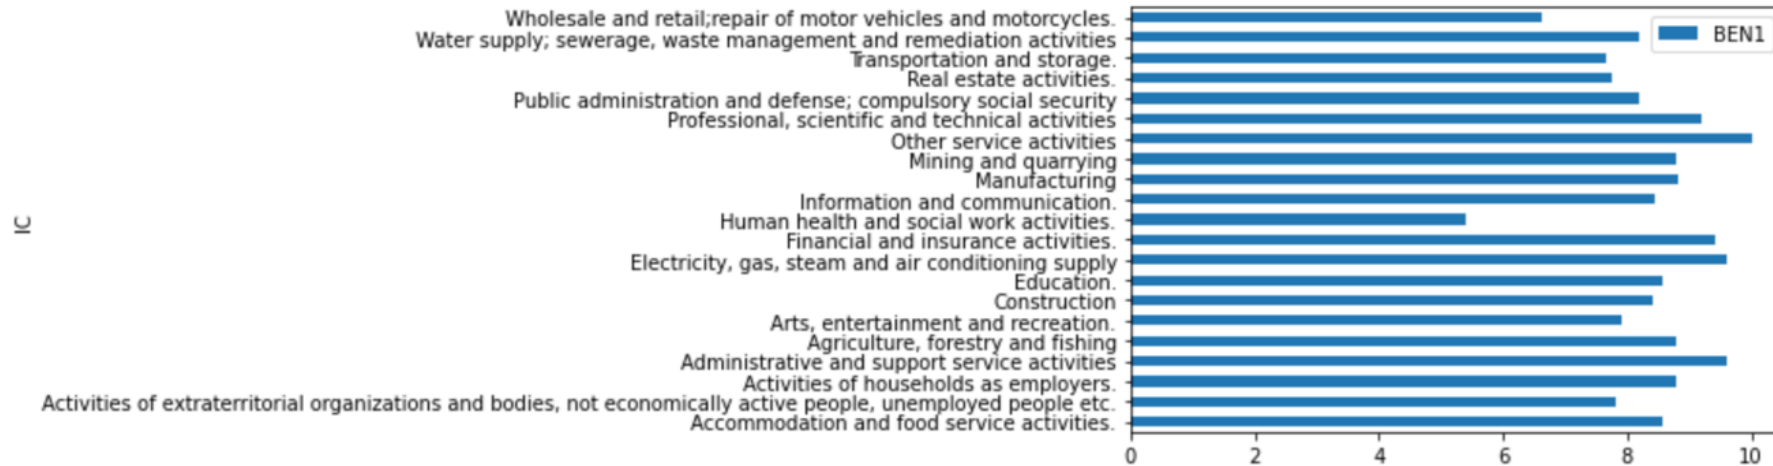 Wholesale and retail;repair of motor vehicles and motorcycles.
BEN1
Water supply; sewerage, waste management and remediation activities
Transportation and storage.
Real estate activities.
Public administration and defense; compulsory social security
Professional, scientific and technical activities
Other service activities
Mining and quarrying
Manufacturing
Information and communication.
IC
Human health and social work activities.
Financial and insurance activities.
Electricity, gas, steam and air conditioning supply
Education.
Construction
Arts, entertainment and recreation.
Agriculture, forestry and fishing
Administrative and support service activities
Activities of households as employers.
Activities of extraterritorial organizations and bodies, not economically active people, unemployed people etc.
Accommodation and food service activities.
0 2 4 6 8 10